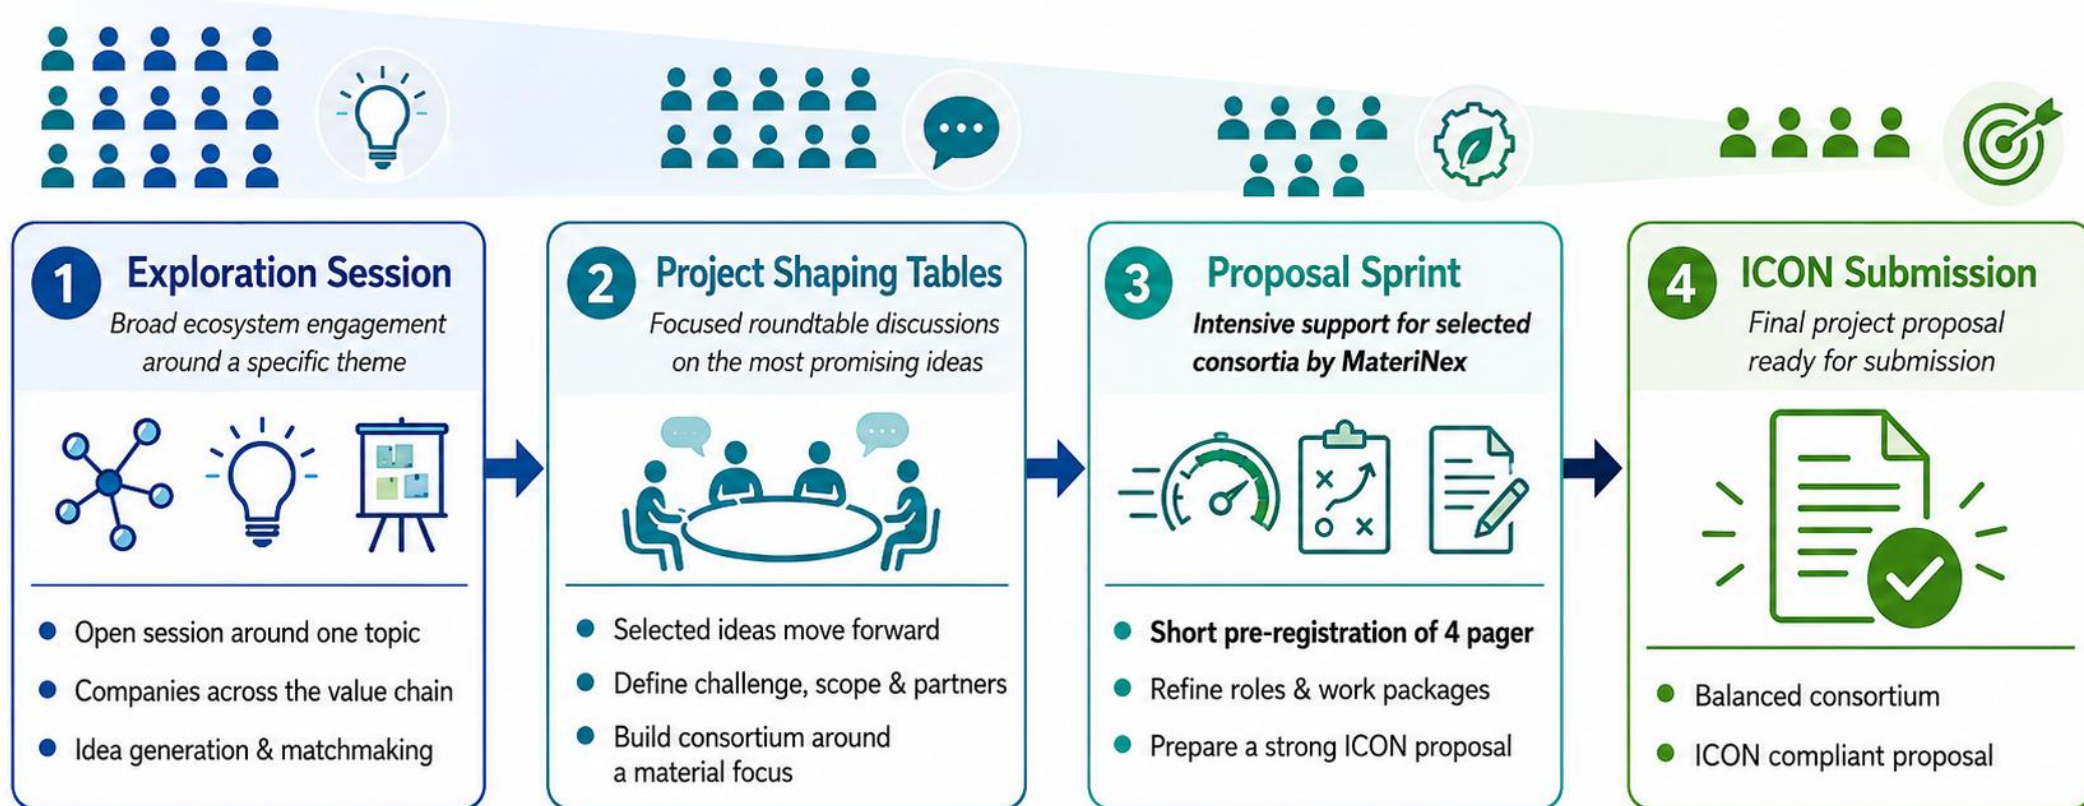 1
Exploration Session
Broad ecosystem engagement
around a specific theme
Open session around one topic
Companies across the value chain
Idea generation & matchmaking
2
Project Shaping Tables
Focused roundtable discussions
on the most promising ideas
Selected ideas move forward
Define challenge, scope & partners
Build consortium around
a material focus
3
Proposal Sprint
Intensive support for selected
consortia by MateriNex
Short pre-registration of 4 pager
Refine roles & work packages
Prepare a strong ICON proposal
4
ICON Submission
Final project proposal
ready for submission
Balanced consortium
ICON compliant proposal